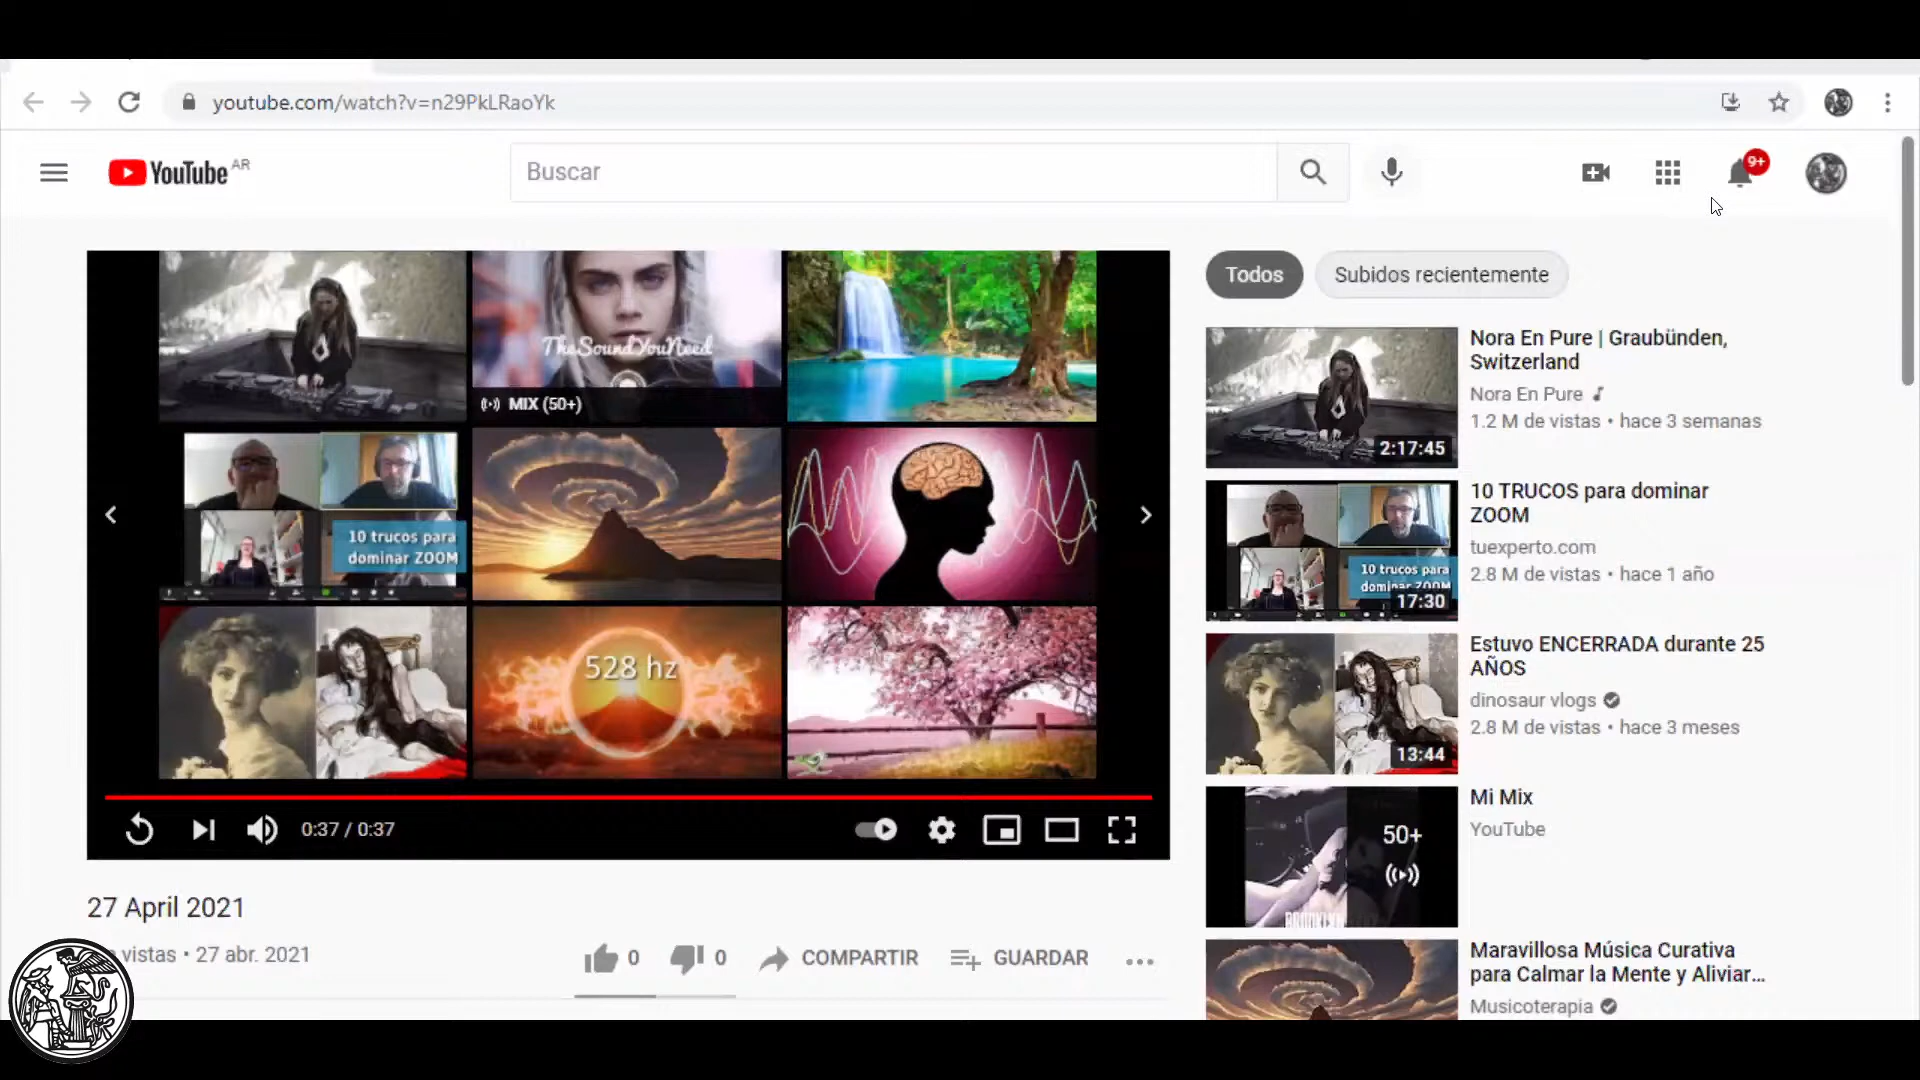 youtube.com/watch?v=n29PkLRaoYk
YouTube AR
Buscar
9+
TheSoundYouNeed
MIX (50+)
10 trucos para
dominar ZOOM
528 hz
0:37 / 0:37
27 April 2021
vistas • 27 abr. 2021
0
0
COMPARTIR
GUARDAR
Todos
Subidos recientemente
2:17:45
Nora En Pure | Graubünden,
Switzerland
Nora En Pure
1.2 M de vistas • hace 3 semanas
10 trucos para
dominar ZOOM
17:30
10 TRUCOS para dominar
ZOOM
tuexperto.com
2.8 M de vistas • hace 1 año
13:44
Estuvo ENCERRADA durante 25
AÑOS
dinosaur vlogs
2.8 M de vistas • hace 3 meses
50+
Mi Mix
YouTube
Maravillosa Música Curativa
para Calmar la Mente y Aliviar...
Musicoterapia